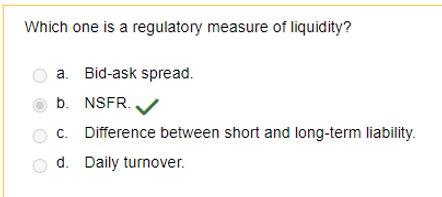 Which one is a regulatory measure of liquidity?
a. Bid-ask spread.
b. NSFR.
c. Difference between short and long-term liability.
d. Daily turnover.